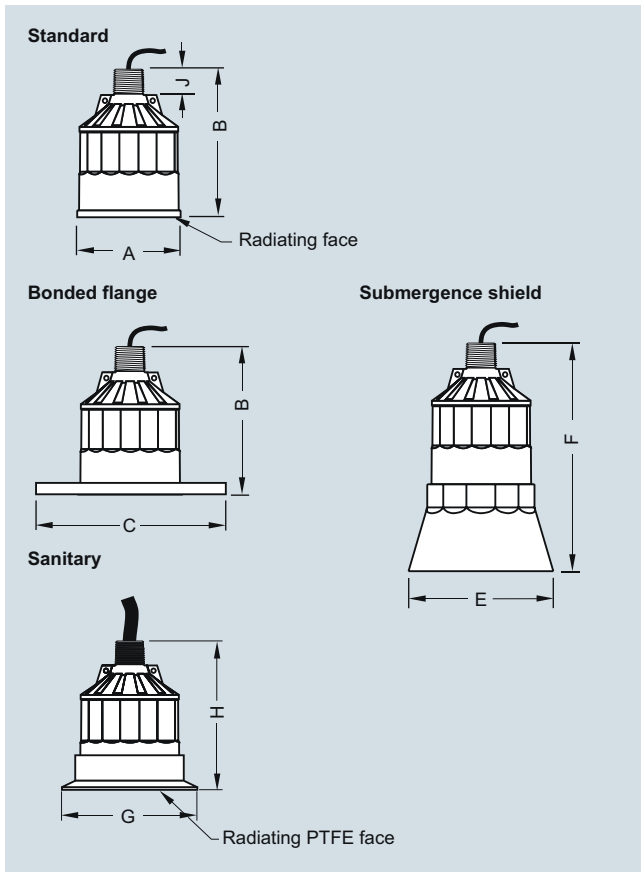 Standard
J
B
A
Radiating face
Bonded flange
B
C
Submergence shield
F
E
Sanitary
H
G
Radiating PTFE face